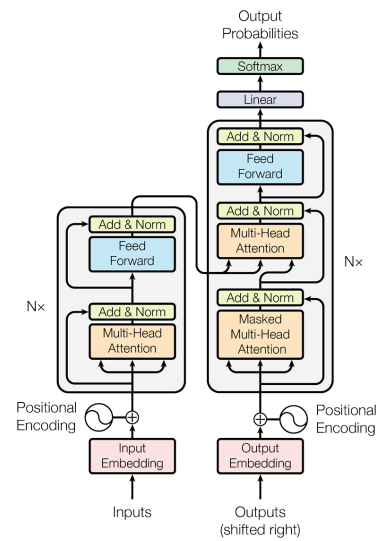 Output
Probabilities
Softmax
Linear
Add & Norm
Feed
Forward
Add & Norm
Multi-Head
Attention
Nx
Add & Norm
Masked
Multi-Head
Attention
Add & Norm
Feed
Forward
Nx
Add & Norm
Multi-Head
Attention
Positional
Encoding
Positional
Encoding
Input
Embedding
Output
Embedding
Inputs
Outputs
(shifted right)